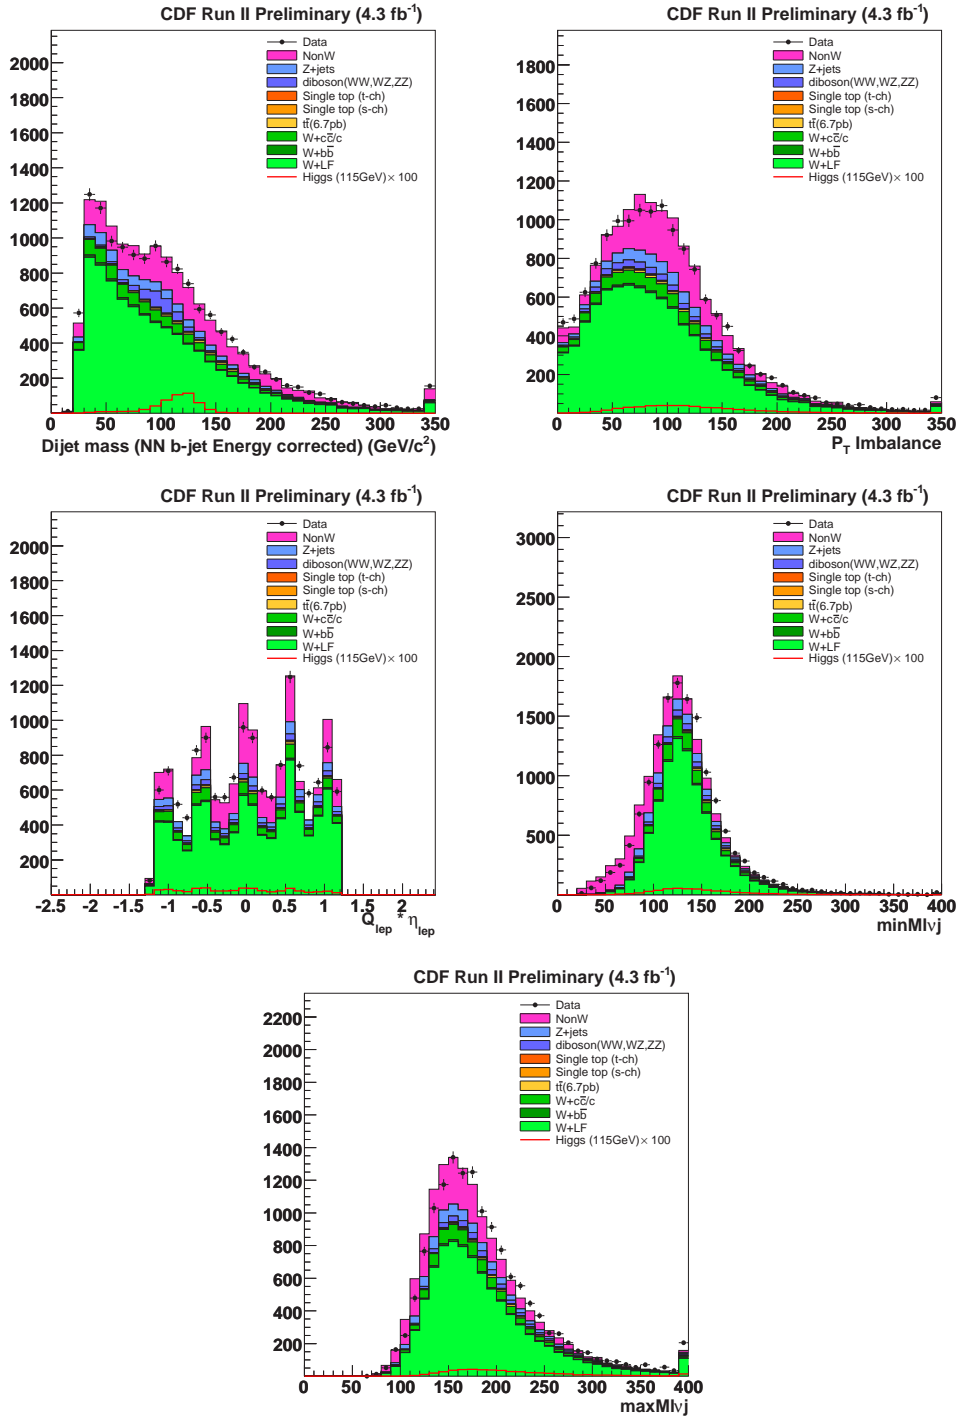 CDF Run II Preliminary (4.3 fb⁻¹)
2000
1800
1600
1400
1200
1000
800
600
400
200
Data
NonW
Z+jets
diboson(WW,WZ,ZZ)
Single top (t-ch)
Single top (s-ch)
tt̅(6.7pb)
W+cc̅/c
W+bb̅
W+LF
Higgs (115GeV)× 100
0 50 100 150 200 250 300 350
Dijet mass (NN b-jet Energy corrected) (GeV/c²)
CDF Run II Preliminary (4.3 fb⁻¹)
1800
1600
1400
1200
1000
800
600
400
200
Data
NonW
Z+jets
diboson(WW,WZ,ZZ)
Single top (t-ch)
Single top (s-ch)
tt̅(6.7pb)
W+cc̅/c
W+bb̅
W+LF
Higgs (115GeV)× 100
0 50 100 150 200 250 300 350
P_T Imbalance
CDF Run II Preliminary (4.3 fb⁻¹)
2000
1800
1600
1400
1200
1000
800
600
400
200
Data
NonW
Z+jets
diboson(WW,WZ,ZZ)
Single top (t-ch)
Single top (s-ch)
tt̅(6.7pb)
W+cc̅/c
W+bb̅
W+LF
Higgs (115GeV)× 100
-2.5 -2 -1.5 -1 -0.5 0 0.5 1 1.5 2
Q_lep * η_lep
CDF Run II Preliminary (4.3 fb⁻¹)
3000
2500
2000
1500
1000
500
Data
NonW
Z+jets
diboson(WW,WZ,ZZ)
Single top (t-ch)
Single top (s-ch)
tt̅(6.7pb)
W+cc̅/c
W+bb̅
W+LF
Higgs (115GeV)× 100
0 50 100 150 200 250 300 350 400
minMlνj
CDF Run II Preliminary (4.3 fb⁻¹)
2200
2000
1800
1600
1400
1200
1000
800
600
400
200
Data
NonW
Z+jets
diboson(WW,WZ,ZZ)
Single top (t-ch)
Single top (s-ch)
tt̅(6.7pb)
W+cc̅/c
W+bb̅
W+LF
Higgs (115GeV)× 100
0 50 100 150 200 250 300 350 400
maxMlνj